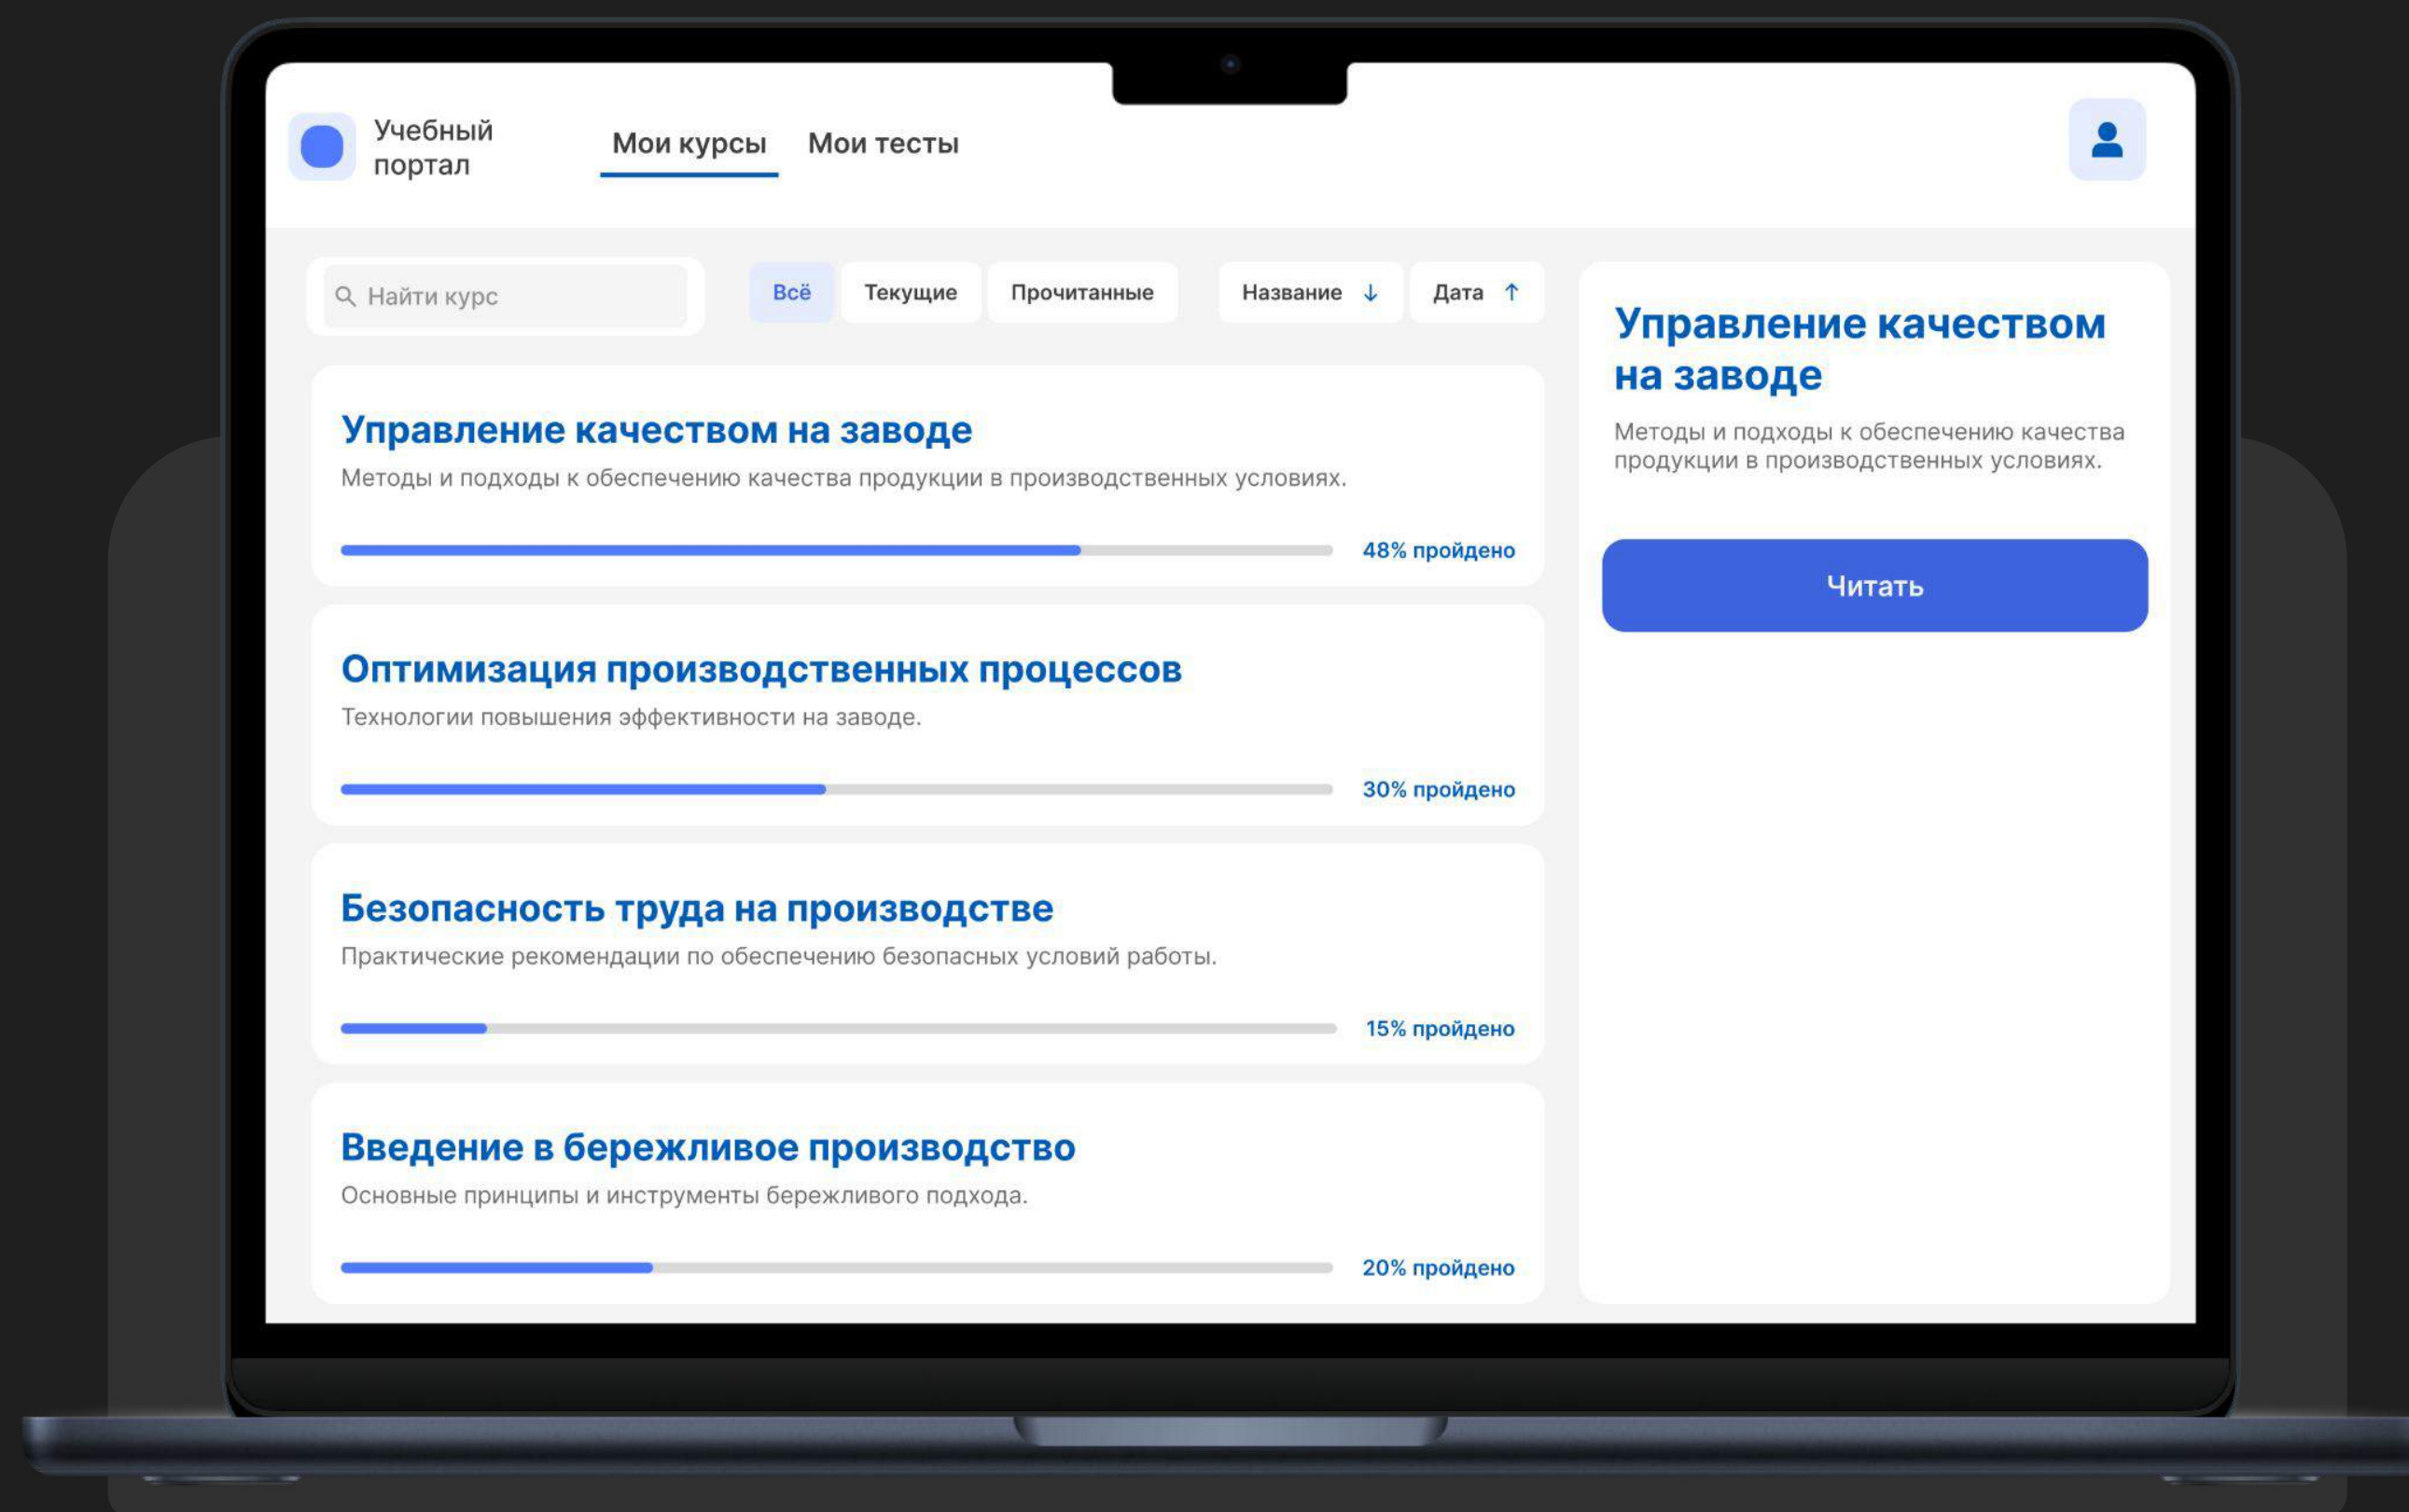 Учебный
портал
Мои курсы
Мои тесты
Найти курс
Всё
Текущие
Прочитанные
Название ↓
Дата ↑
Управление качеством на заводе
Методы и подходы к обеспечению качества продукции в производственных условиях.
48% пройдено
Оптимизация производственных процессов
Технологии повышения эффективности на заводе.
30% пройдено
Безопасность труда на производстве
Практические рекомендации по обеспечению безопасных условий работы.
15% пройдено
Введение в бережливое производство
Основные принципы и инструменты бережливого подхода.
20% пройдено
Управление качеством
на заводе
Методы и подходы к обеспечению качества
продукции в производственных условиях.
Читать